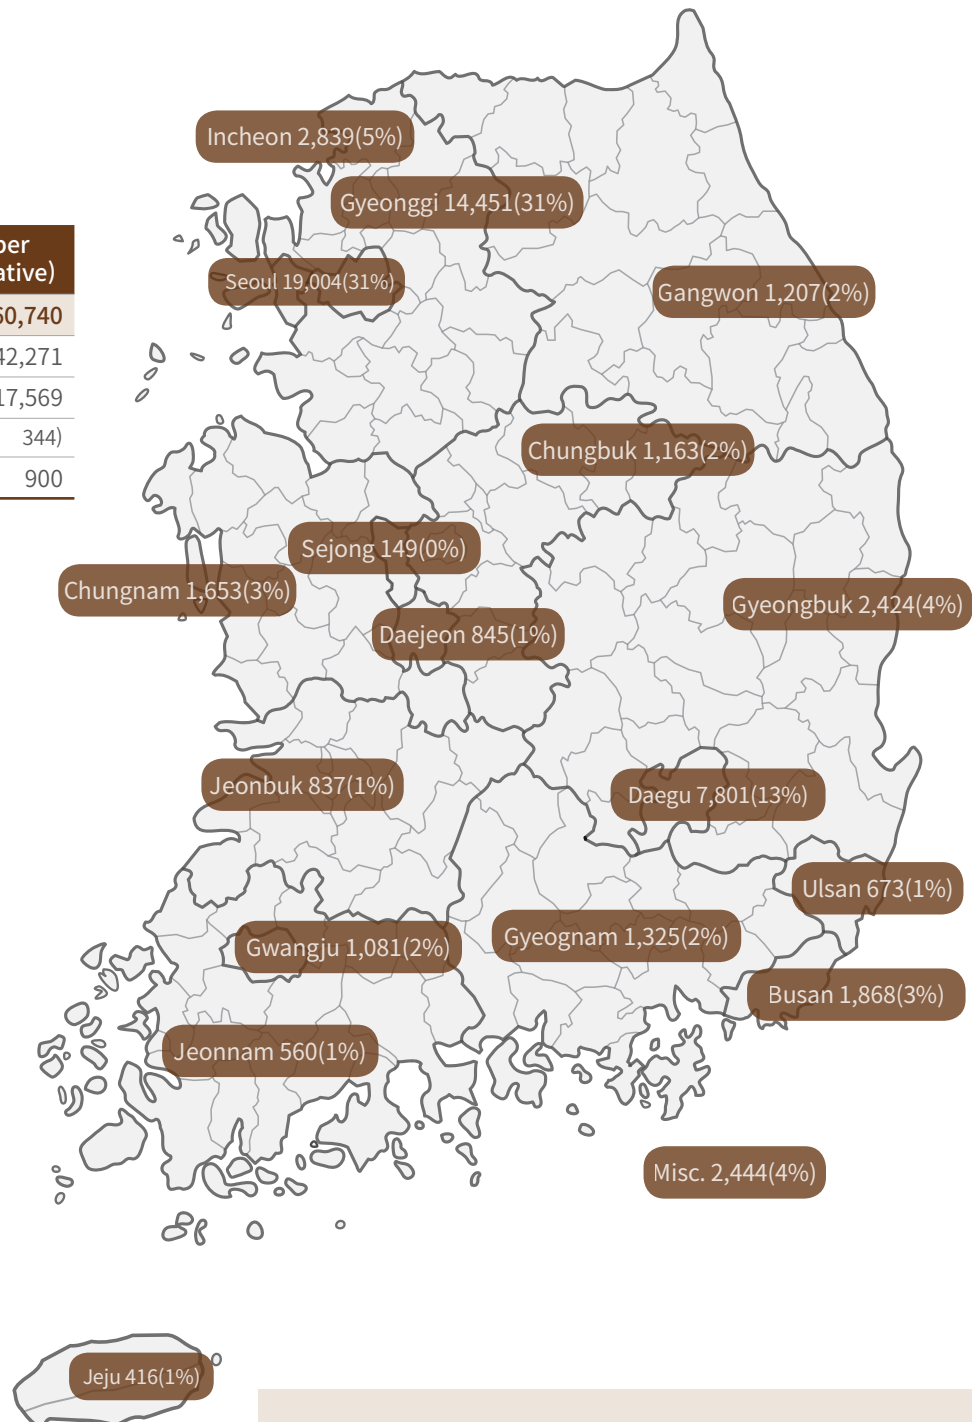 Incheon 2,839(5%)
Gyeonggi 14,451(31%)
Seoul 19,004(31%)
Gangwon 1,207(2%)
60,740
42,271
17,569
344)
900
Chungbuk 1,163(2%)
Sejong 149(0%)
Chungnam 1,653(3%)
Gyeongbuk 2,424(4%)
Daejeon 845(1%)
Jeonbuk 837(1%)
Daegu 7,801(13%)
Ulsan 673(1%)
Gyeognam 1,325(2%)
Gwangju 1,081(2%)
Busan 1,868(3%)
Jeonnam 560(1%)
Misc. 2,444(4%)
Jeju 416(1%)